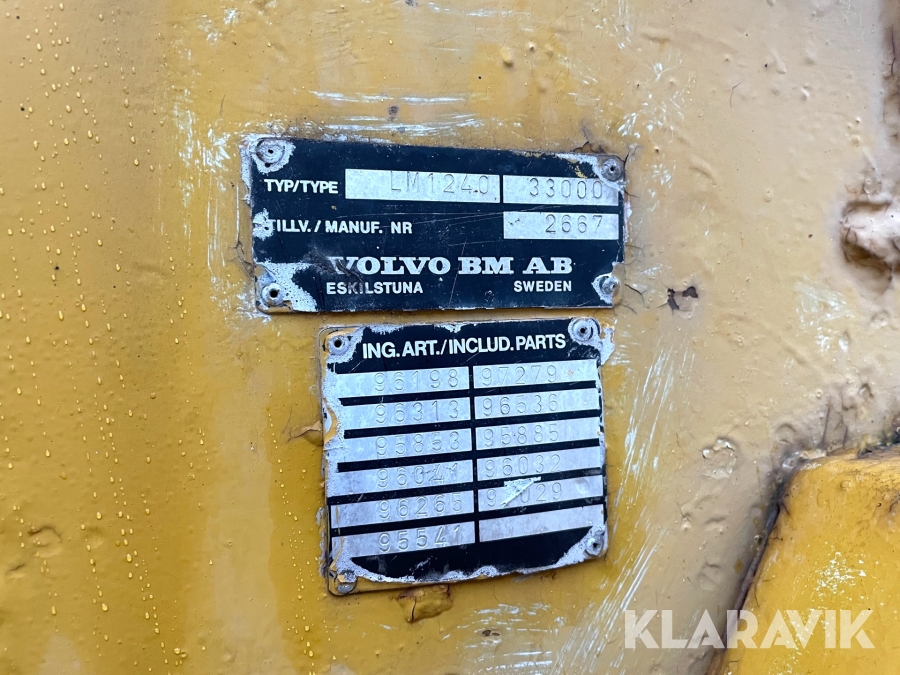 TYP/TYPE LM1240 33000
TILLV./MANUF. NR 2667
VOLVO BM AB
ESKILSTUNA SWEDEN
ING. ART./INCLUD. PARTS
96198 97279
96313 96536
95853 95885
96041 96032
96265
95541
KLARAVIK